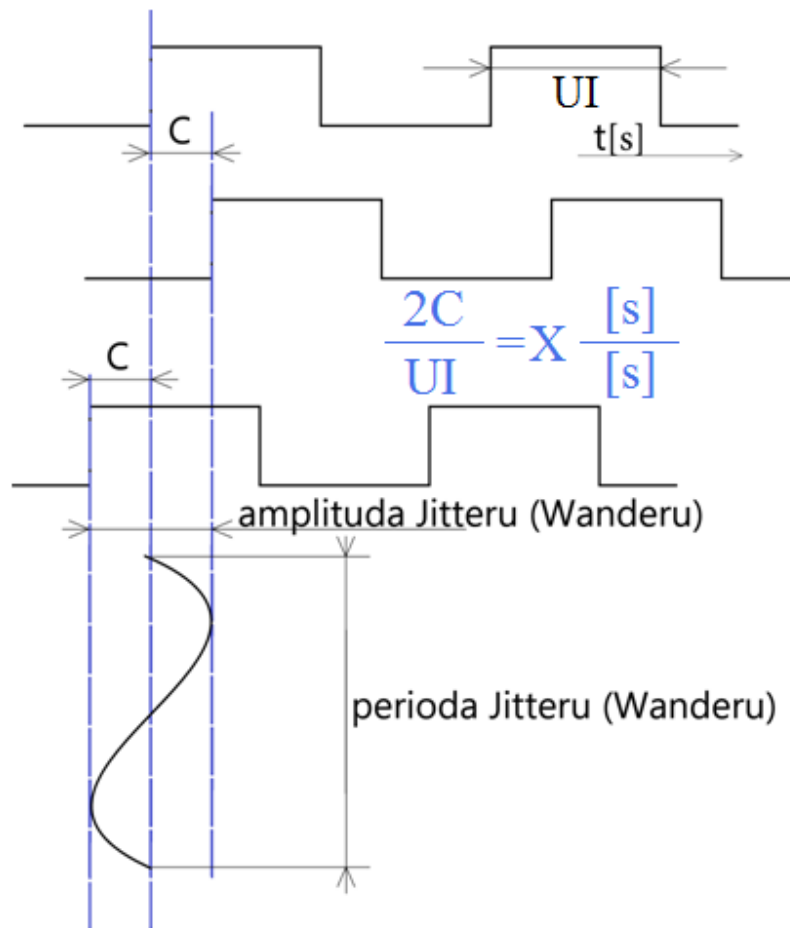 UI
C
t[s]
2C/UI =X [s]/[s]
C
amplituda Jitteru (Wanderu)
perioda Jitteru (Wanderu)